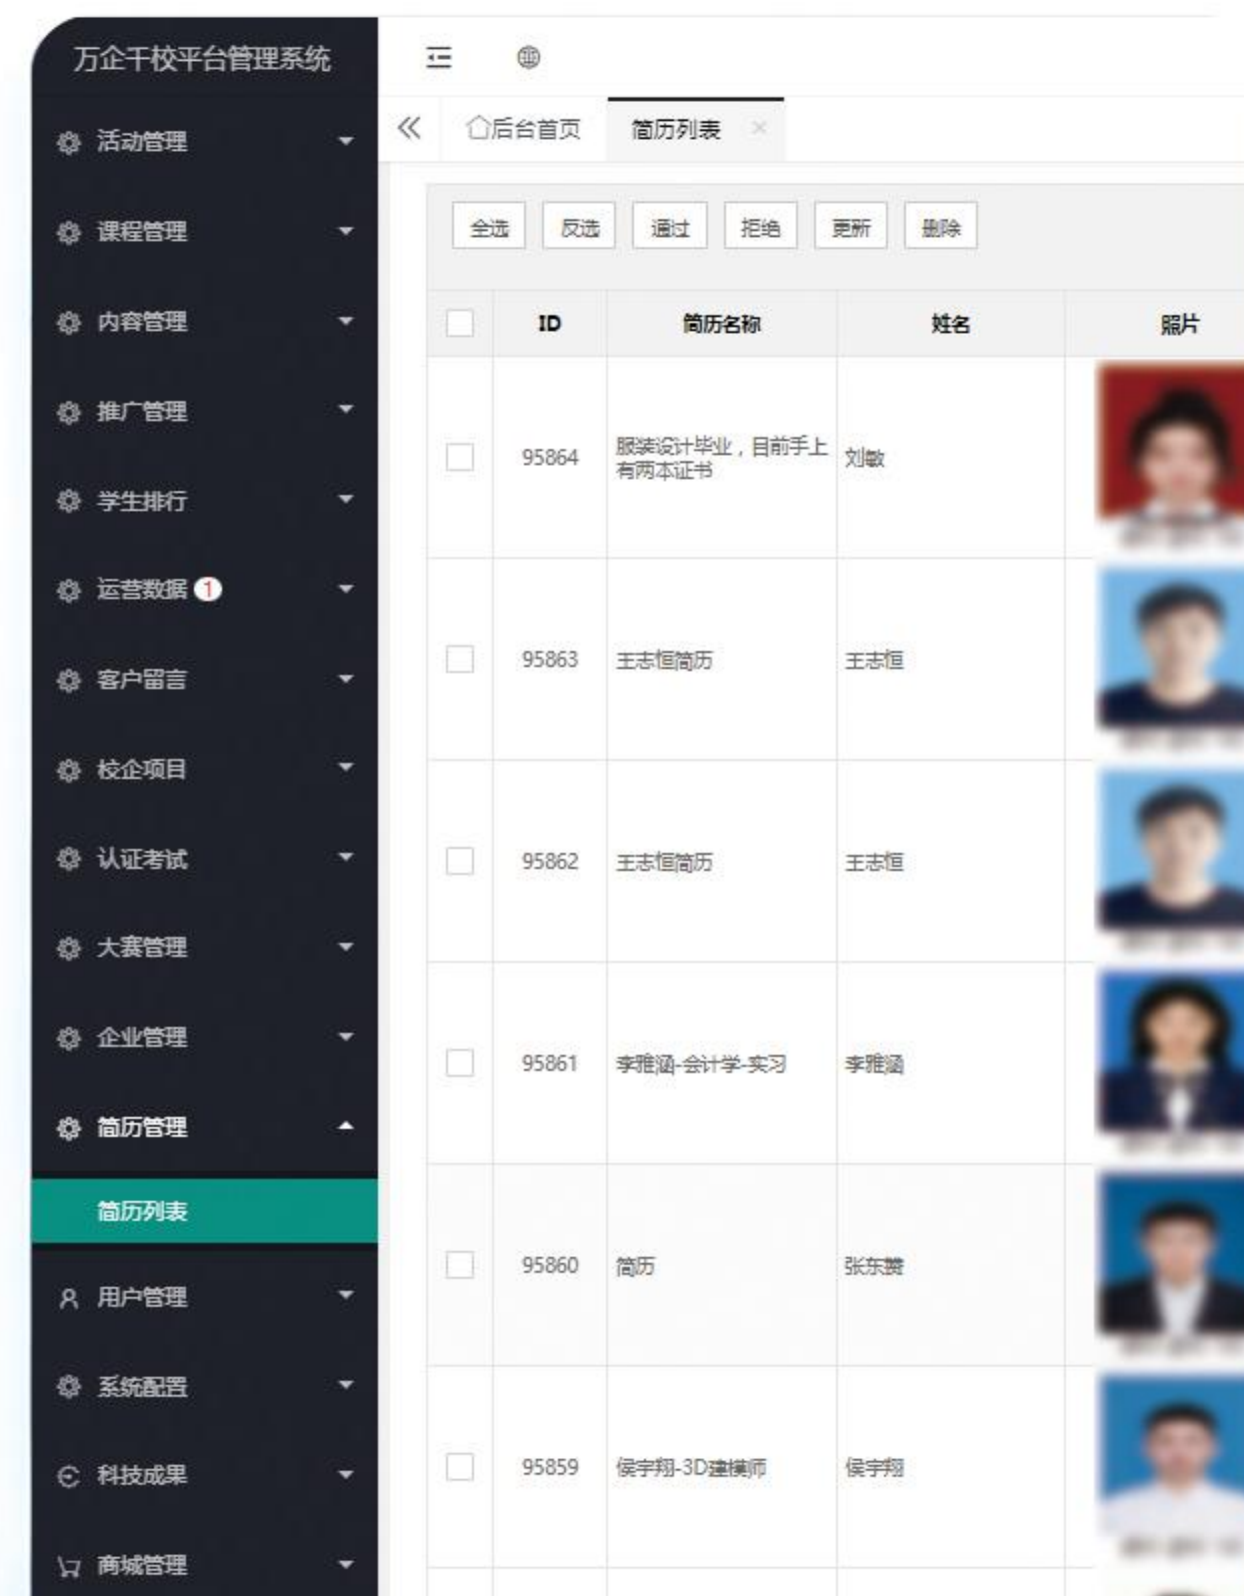 万企千校平台管理系统
活动管理
课程管理
内容管理
推广管理
学生排行
运营数据 1
客户留言
校企项目
认证考试
大赛管理
企业管理
简历管理
简历列表
用户管理
系统配置
科技成果
商城管理
后台首页 简历列表 ×
全选 反选 通过 拒绝 更新 删除
ID 简历名称 姓名 照片
95864 服装设计毕业，目前手上 刘敏
有两本证书
95863 王志恒简历 王志恒
95862 王志恒简历 王志恒
95861 李雅涵-会计学-实习 李雅涵
95860 简历 张东赞
95859 侯宇翔-3D建模师 侯宇翔